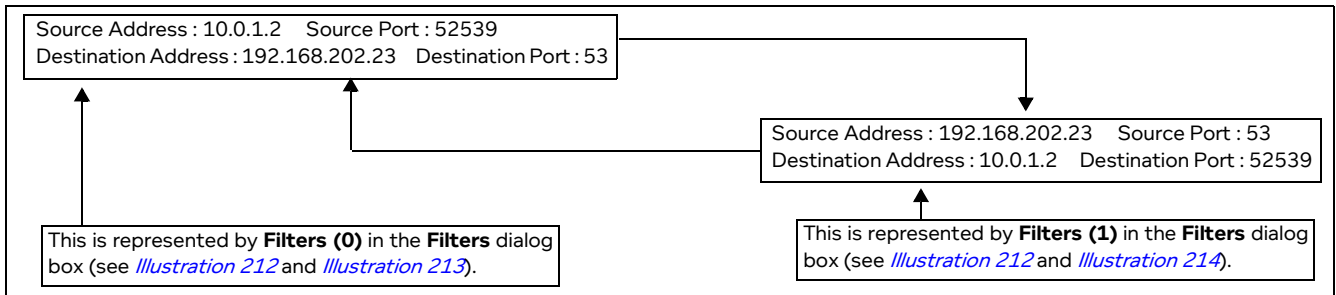 Source Address : 10.0.1.2 Source Port : 52539
Destination Address : 192.168.202.23 Destination Port : 53
Source Address : 192.168.202.23 Source Port : 53
Destination Address : 10.0.1.2 Destination Port : 52539
This is represented by Filters (0) in the Filters dialog
box (see Illustration 212 and Illustration 213).
This is represented by Filters (1) in the Filters dialog
box (see Illustration 212 and Illustration 214).